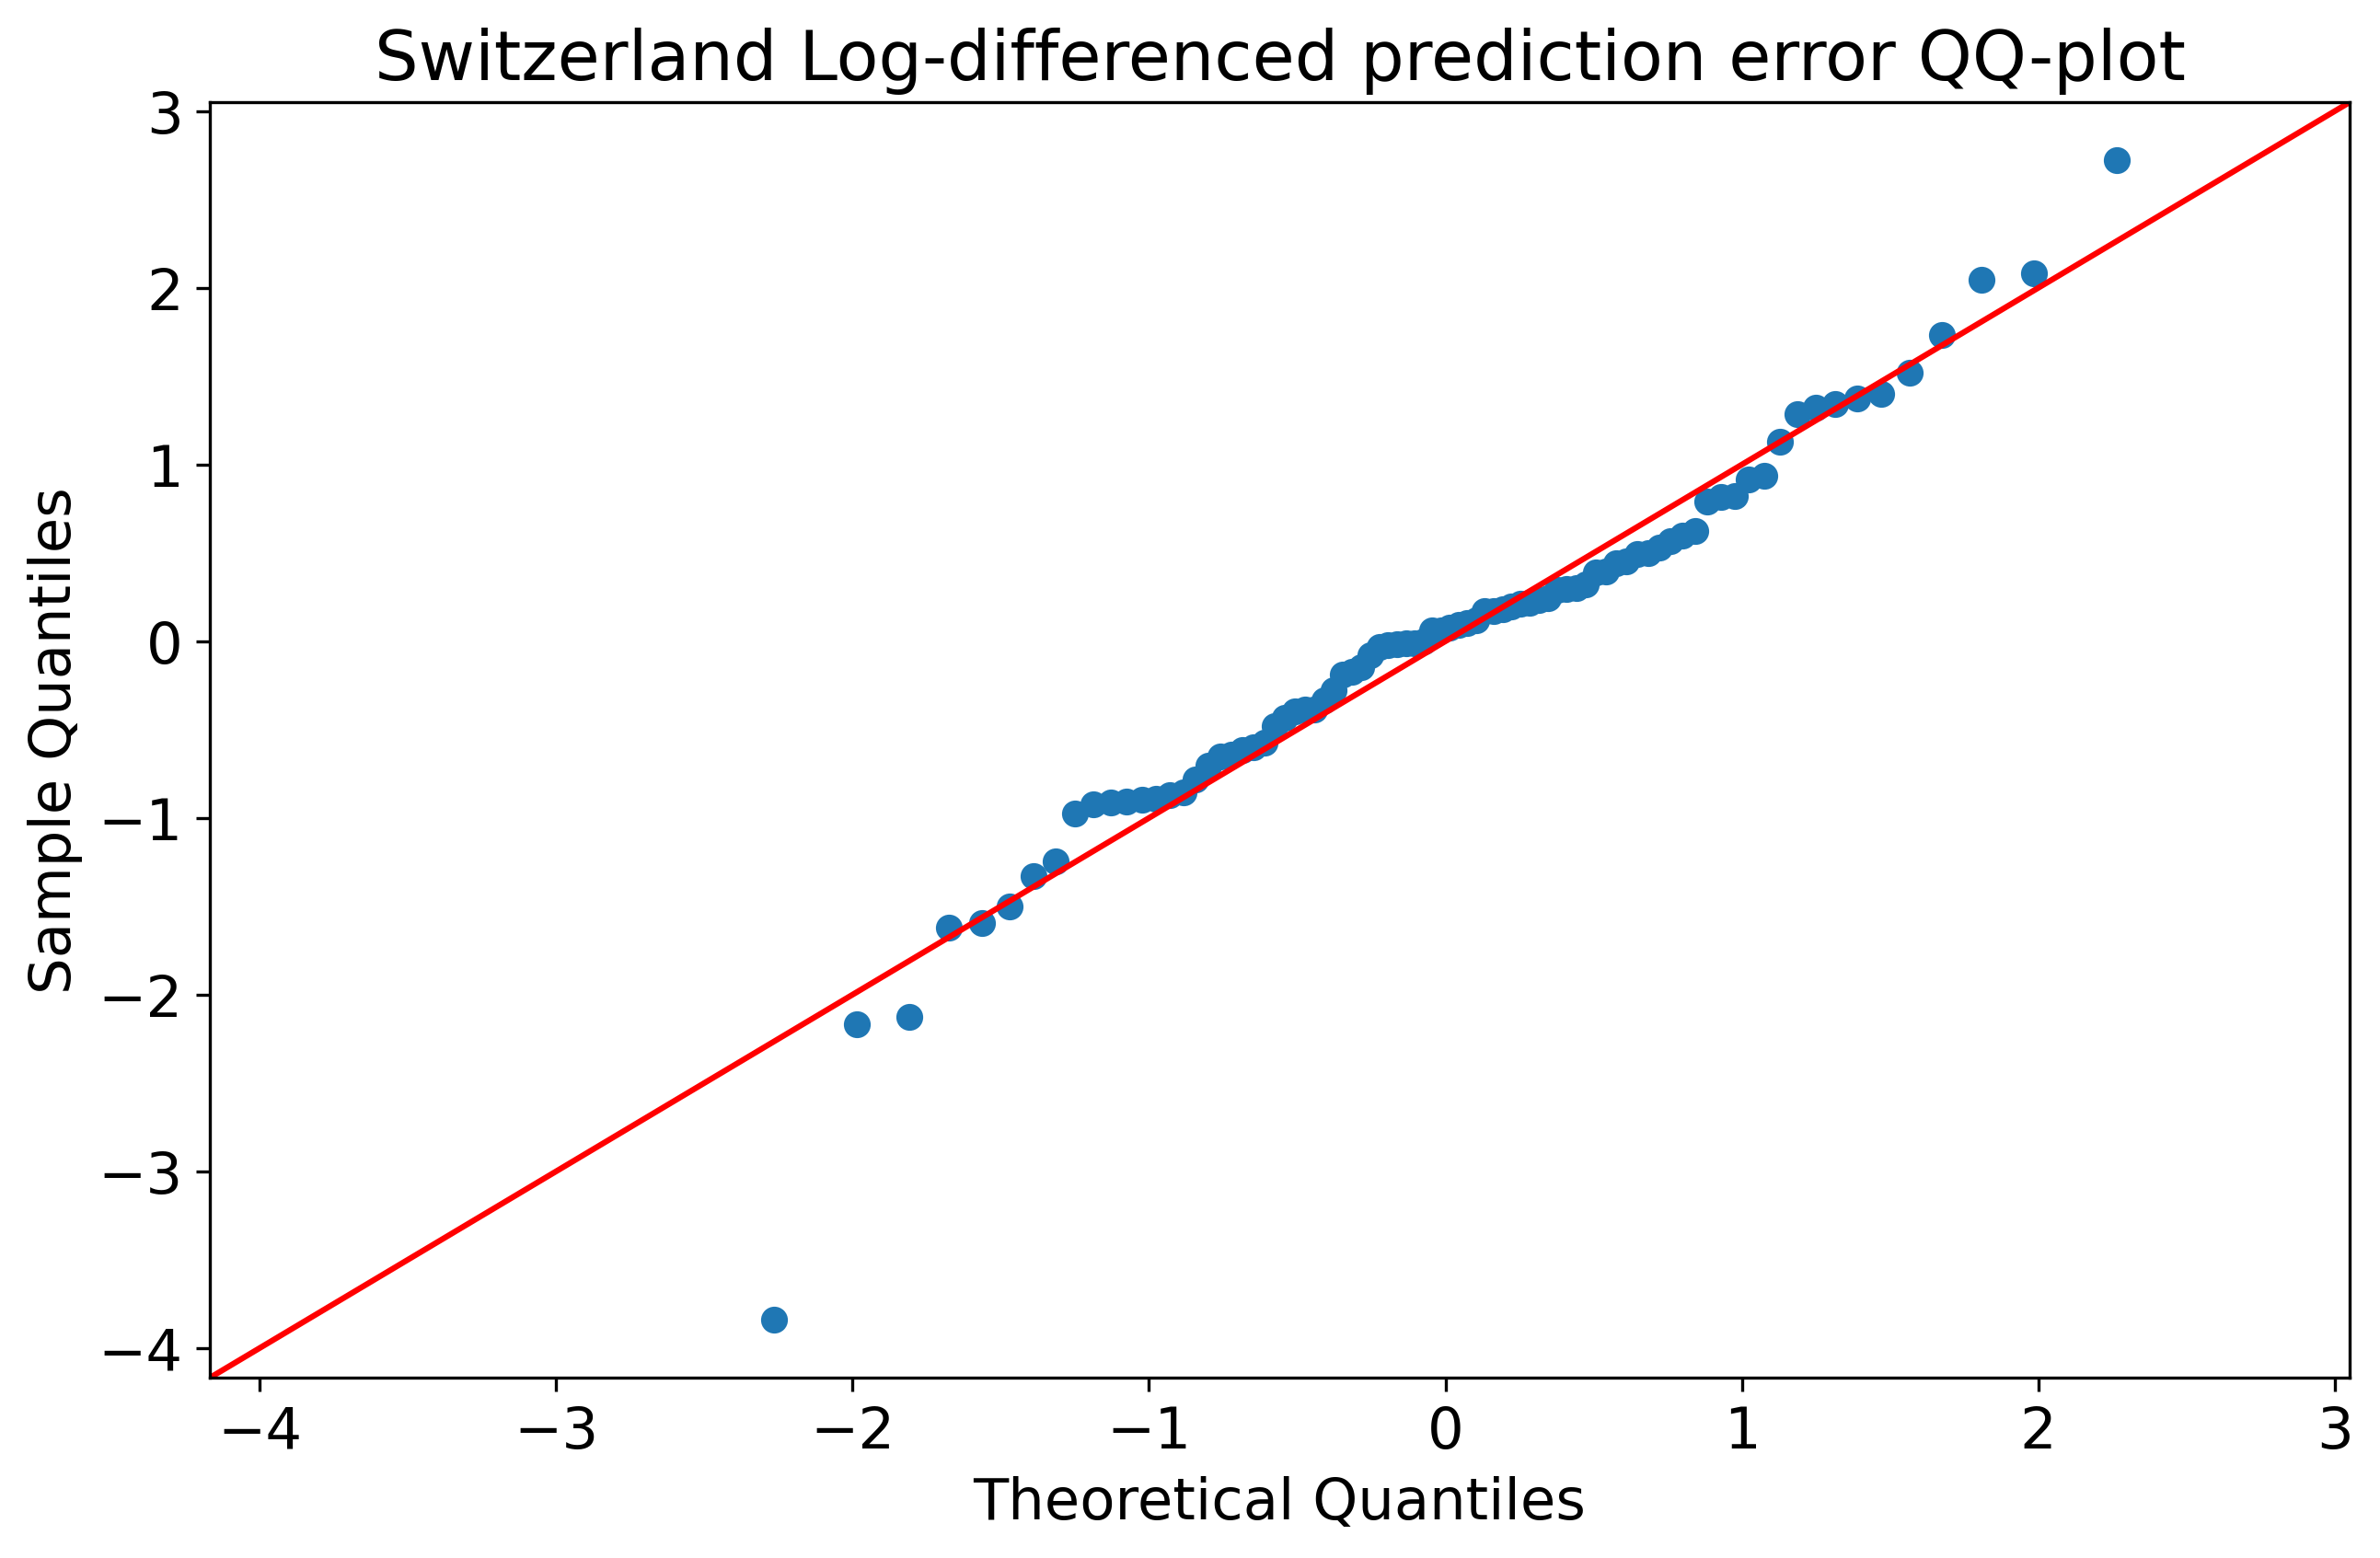 Switzerland Log-differenced prediction error QQ-plot
3
2
1
0
−1
−2
−3
−4
Sample Quantiles
−4 −3 −2 −1 0 1 2 3
Theoretical Quantiles